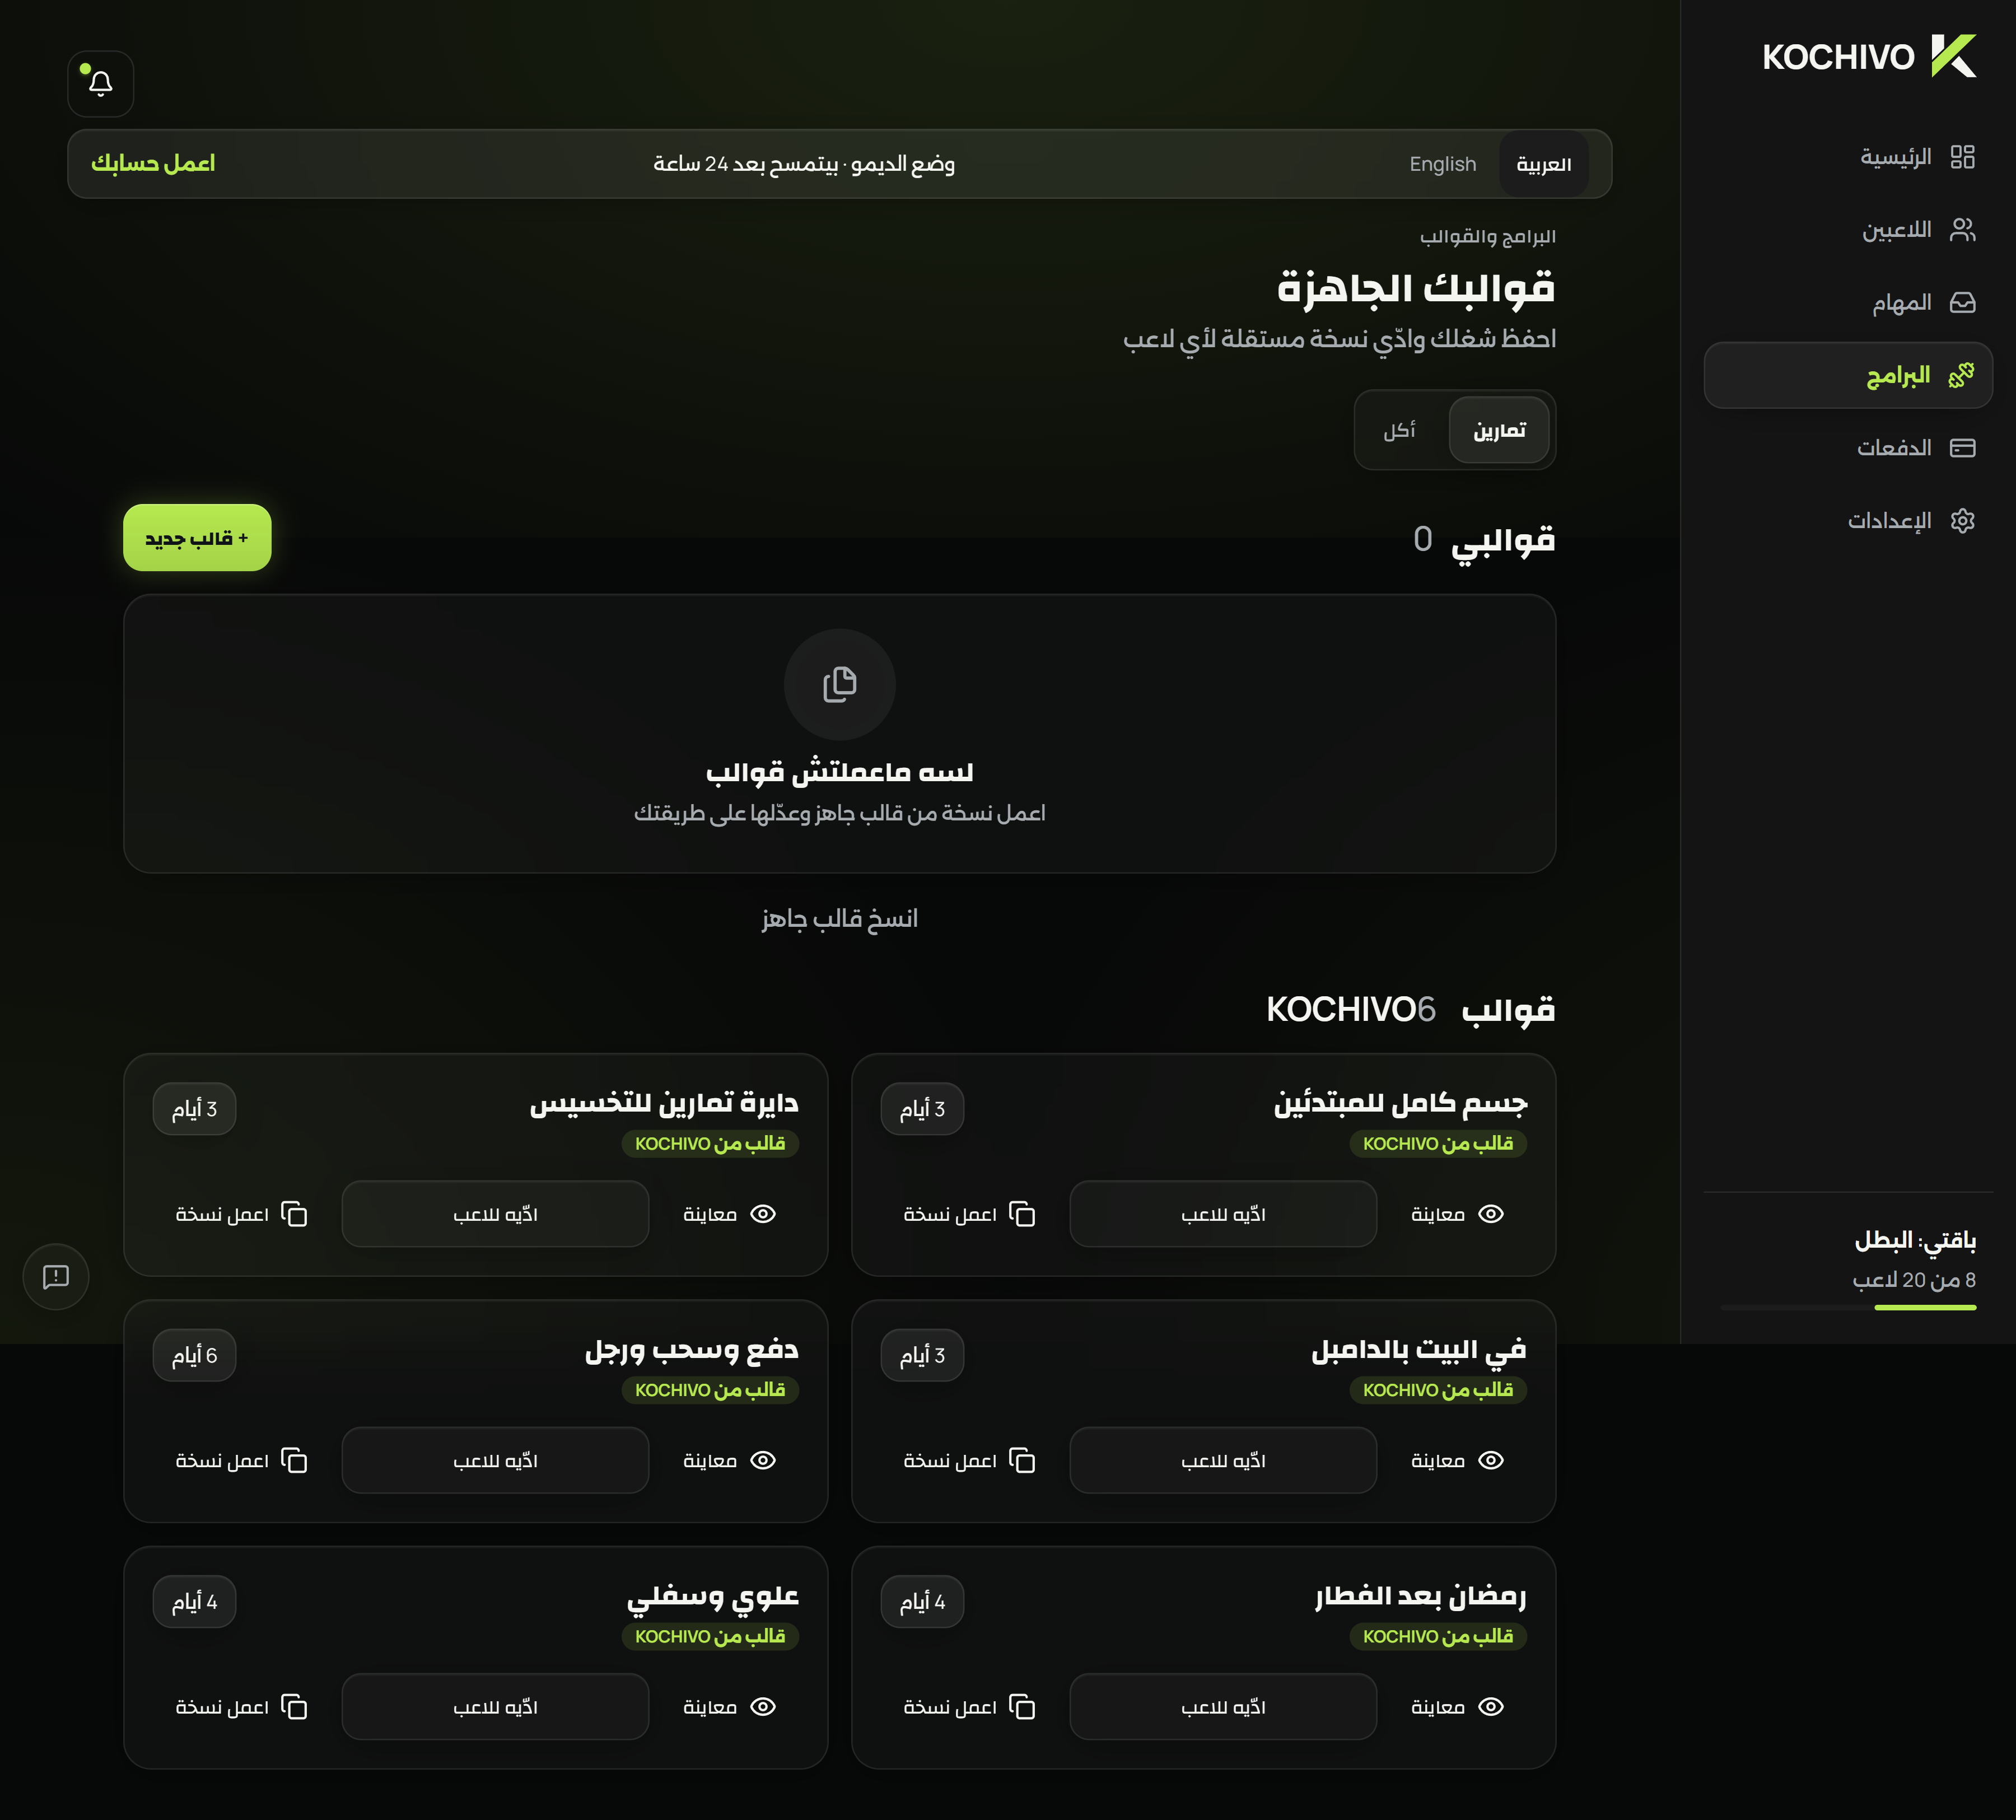 KOCHIVO
الرئيسية
اللاعبين
المهام
البرامج
الدفعات
الإعدادات
باقتي: البطل
8 من 20 لاعب
العربية English وضع الديمو · بيتمسح بعد 24 ساعة اعمل حسابك
البرامج والقوالب
قوالبك الجاهزة
احفظ شغلك وادّي نسخة مستقلة لأي لاعب
تمارين أكل
قوالبي 0 + قالب جديد
لسه ماعملتش قوالب
اعمل نسخة من قالب جاهز وعدّلها على طريقتك
انسخ قالب جاهز
قوالب KOCHIVO6
جسم كامل للمبتدئين 3 أيام
قالب من KOCHIVO
معاينة ادّيه للاعب اعمل نسخة
دايرة تمارين للتخسيس 3 أيام
قالب من KOCHIVO
معاينة ادّيه للاعب اعمل نسخة
في البيت بالدامبل 3 أيام
قالب من KOCHIVO
معاينة ادّيه للاعب اعمل نسخة
دفع وسحب ورجل 6 أيام
قالب من KOCHIVO
معاينة ادّيه للاعب اعمل نسخة
رمضان بعد الفطار 4 أيام
قالب من KOCHIVO
معاينة ادّيه للاعب اعمل نسخة
علوي وسفلي 4 أيام
قالب من KOCHIVO
معاينة ادّيه للاعب اعمل نسخة